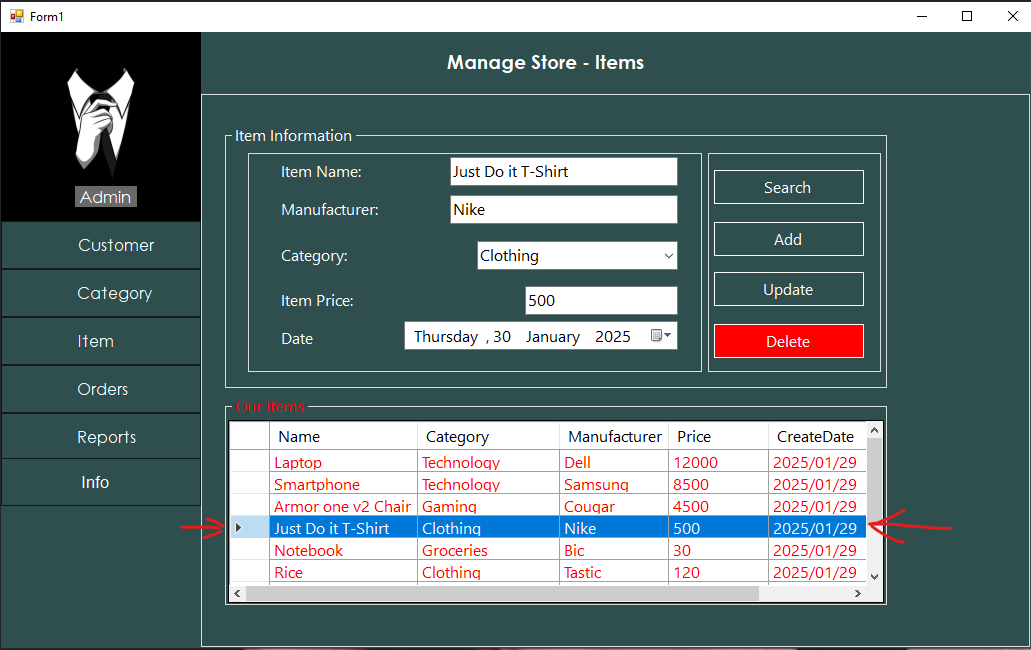 Form1
Manage Store - Items
Admin
Customer
Category
Item
Orders
Reports
Info
Item Information
Item Name: Just Do it T-Shirt
Manufacturer: Nike
Category: Clothing
Item Price: 500
Date Thursday , 30 January 2025
Search
Add
Update
Delete
Our Items
Name Category Manufacturer Price CreateDate
Laptop Technology Dell 12000 2025/01/29
Smartphone Technology Samsung 8500 2025/01/29
Armor one v2 Chair Gaming Cougar 4500 2025/01/29
Just Do it T-Shirt Clothing Nike 500 2025/01/29
Notebook Groceries Bic 30 2025/01/29
Rice Clothing Tastic 120 2025/01/29